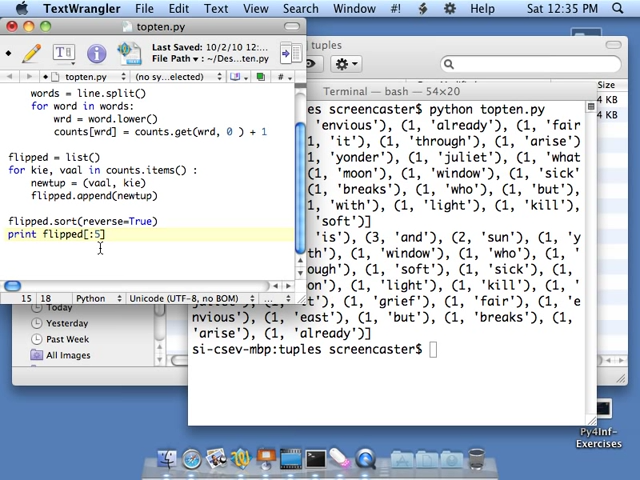 TextWrangler File Edit Text View Search Window #! Help Sat 12:35 PM
topten.py
Last Saved: 10/2/10 12:...
File Path ▾: ~/Des...ten.py
topten.py (no sy...elected) #
words = line.split()
for word in words:
wrd = word.lower()
counts[wrd] = counts.get(wrd, 0 ) + 1
flipped = list()
for kie, vaal in counts.items() :
newtup = (vaal, kie)
flipped.append(newtup)
flipped.sort(reverse=True)
print flipped[:5]
15 18 Python Unicode (UTF-8, no BOM) ...
Today
Yesterday
Past Week
All Images
tuples
Size
4 KB
4 KB
Terminal — bash — 54×20
les screencaster$ python topten.py
'envious'), (1, 'already'), (1, 'fair
, 'it'), (1, 'through'), (1, 'arise')
'yonder'), (1, 'juliet'), (1, 'what
(1, 'moon'), (1, 'window'), (1, 'sick'
'breaks'), (1, 'who'), (1, 'but'),
'with'), (1, 'light'), (1, 'kill'),
'soft')]
'is'), (3, 'and'), (2, 'sun'), (1, 'y
'with'), (1, 'window'), (1, 'who'),
ough'), (1, 'soft'), (1, 'sick'), (1,
on'), (1, 'light'), (1, 'kill'), (1,
(1, 'it'), (1, 'grief'), (1, 'fair'), (1, 'e
nvious'), (1, 'east'), (1, 'but'), (1, 'breaks'), (1,
'arise'), (1, 'already')]
si-csev-mbp:tuples screencaster$
Py4Inf-
Exercises